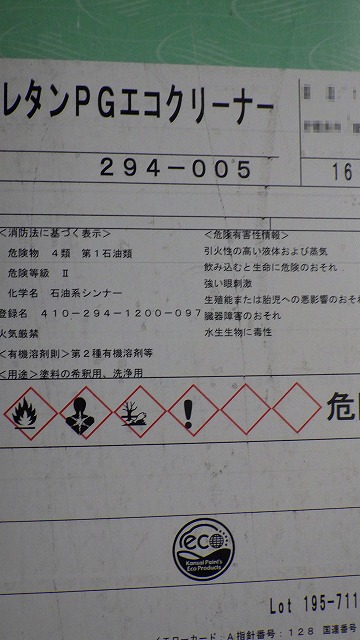 レタンPGエコクリーナー
294-005
16
<消防法に基づく表示>
危険物 4類 第1石油類
危険等級 Ⅱ
化学名 石油系シンナー
登録名 410-294-1200-097
火気厳禁
<有機溶剤則>第2種有機溶剤等
<用途>塗料の希釈用、洗浄用
<危険有害性情報>
引火性の高い液体および蒸気
飲み込むと生命に危険のおそれ
強い眼刺激
生殖能または胎児への悪影響のおそれ
臓器障害のおそれ
水生生物に毒性
危
eco
Kansai Paint's
Eco Products
Lot 195-711
イエローカード:A指針番号:128 国連番号